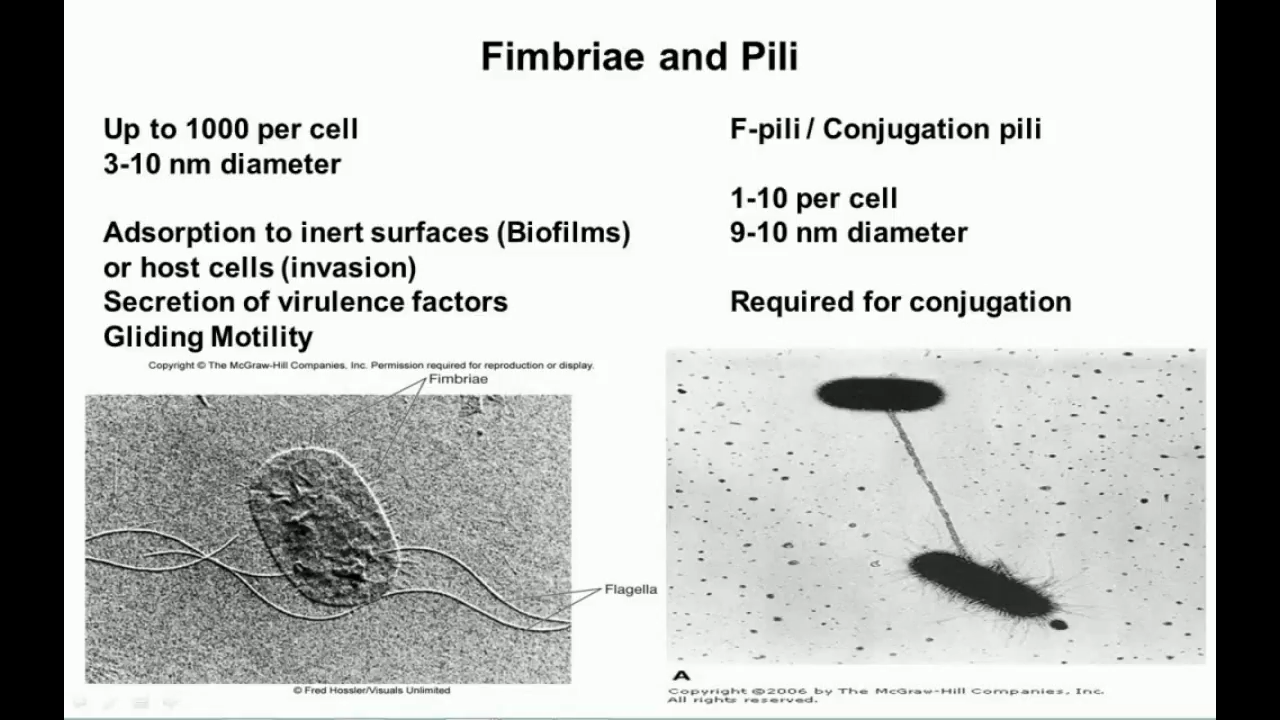 Fimbriae and Pili
Up to 1000 per cell
3-10 nm diameter
Adsorption to inert surfaces (Biofilms)
or host cells (invasion)
Secretion of virulence factors
Gliding Motility
F-pili / Conjugation pili
1-10 per cell
9-10 nm diameter
Required for conjugation
Copyright © The McGraw-Hill Companies, Inc. Permission required for reproduction or display.
Fimbriae
Flagella
© Fred Hossler/Visuals Unlimited
A
Copyright ©2006 by The McGraw-Hill Companies, Inc.
All rights reserved.